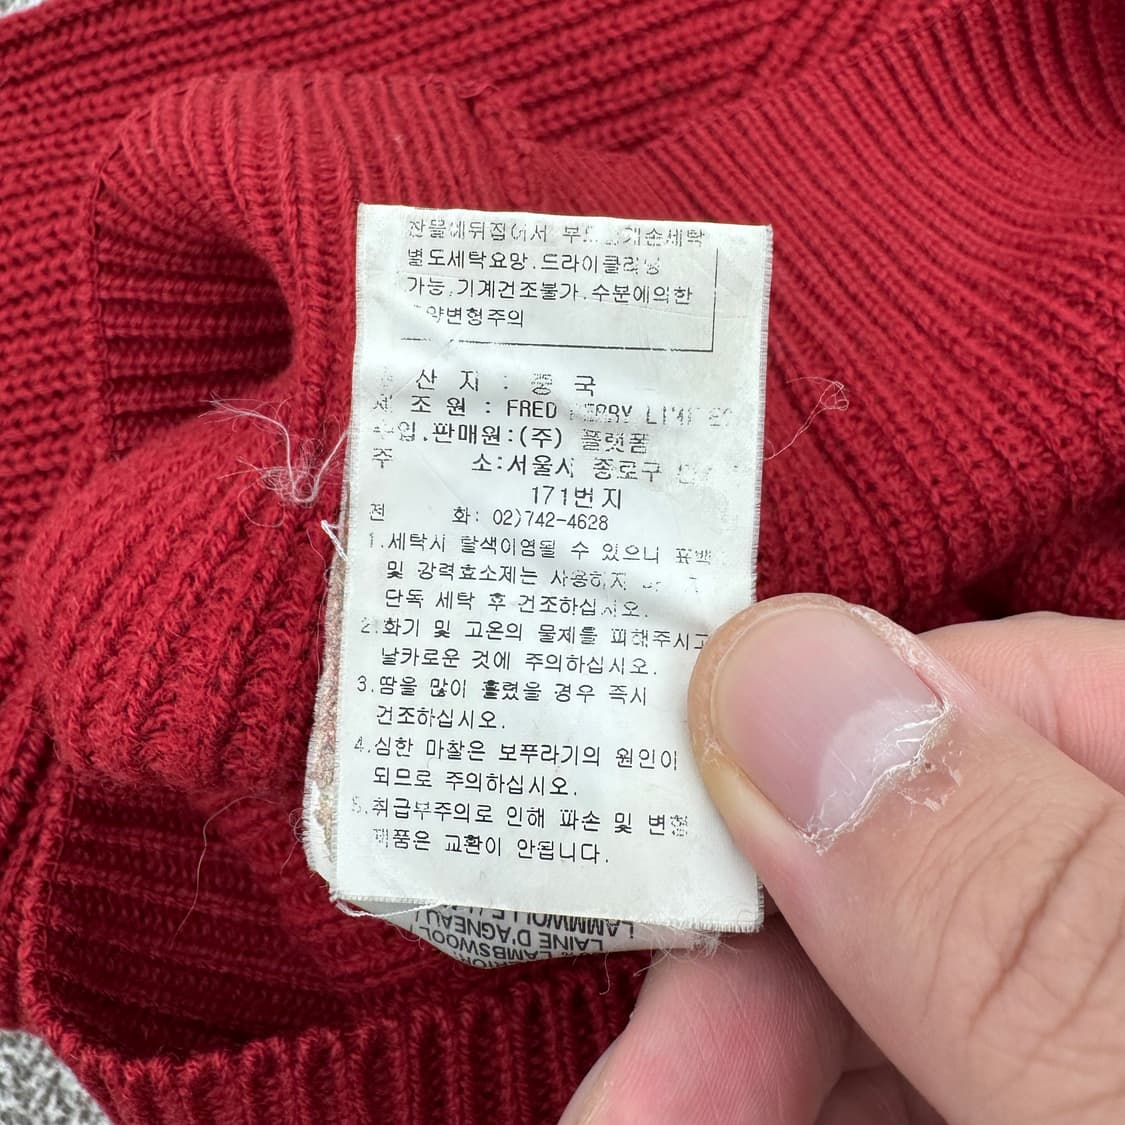 찬물에뒤집어서
별도세탁요망.드라이클리닝
가능,기계건조불가.수분에의한
변형주의
산 지 : 중 국
조 원 : FRED PERRY LIMITED
수입.판매원:(주) 플랫폼
주 소:서울시 종로구
171번지
전 화: 02)742-4628
1.세탁시 탈색이염될 수 있으니 표백
및 강력효소제는 사용하지
단독 세탁 후 건조하십시오.
2.화기 및 고온의 물제를 피해주시고
날카로운 것에 주의하십시오.
3.땀을 많이 흘렸을 경우 즉시
건조하십시오.
4.심한 마찰은 보푸라기의 원인이
되므로 주의하십시오.
5.취급부주의로 인해 파손 및 변형
제품은 교환이 안됩니다.
LAMMWOLLE
LAINE D'AGNEAU /
LAMBSWOOL /